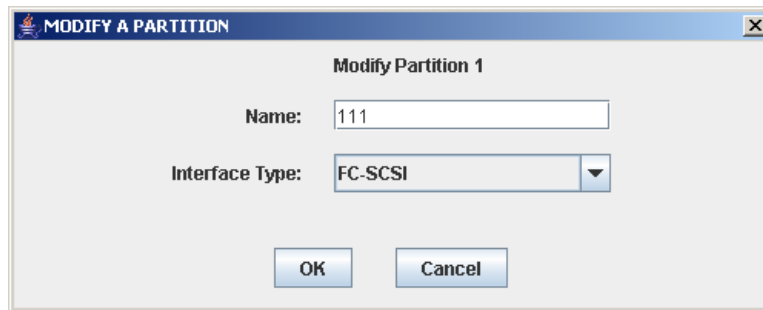 MODIFY A PARTITION
Modify Partition 1
Name: 111
Interface Type: FC-SCSI
OK Cancel